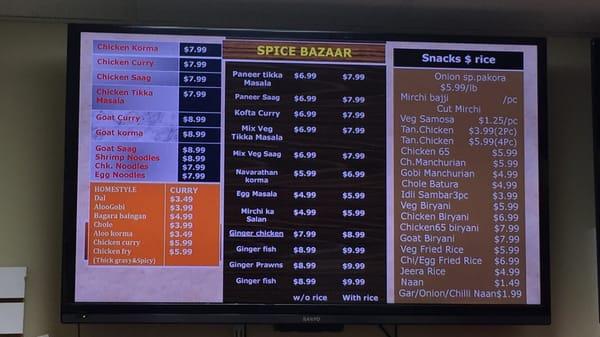 Chicken Korma $7.99
Chicken Curry $7.99
Chicken Saag $7.99
Chicken Tikka $7.99
Masala
Goat Curry $8.99
Goat korma $8.99
Goat Saag $8.99
Shrimp Noodles $8.99
Chk. Noodles $7.99
Egg Noodles $7.99
HOMESTYLE CURRY
Dal $3.49
AlooGobi $3.99
Bagara baingan $4.99
Chole $3.99
Aloo korma $3.49
Chicken curry $5.99
Chicken fry $5.99
(Thick gravy&Spicy)
SPICE BAZAAR
Paneer tikka $6.99 $7.99
Masala
Paneer Saag $6.99 $7.99
Kofta Curry $6.99 $7.99
Mix Veg $6.99 $7.99
Tikka Masala
Mix Veg Saag $6.99 $7.99
Navarathan $5.99 $6.99
korma
Egg Masala $4.99 $5.99
Mirchi ka $4.99 $5.99
Salan
Ginger chicken $7.99 $8.99
Ginger fish $8.99 $9.99
Ginger Prawns $8.99 $9.99
Ginger fish $8.99 $9.99
w/o rice With rice
Snacks $ rice
Onion sp.pakora
$5.99/lb
Mirchi bajji /pc
Cut Mirchi
Veg Samosa $1.25/pc
Tan.Chicken $3.99(2Pc)
Tan.Chicken $5.99(4Pc)
Chicken 65 $5.99
Ch.Manchurian $5.99
Gobi Manchurian $4.99
Chole Batura $4.99
Idli Sambar3pc $3.99
Veg Biryani $5.99
Chicken Biryani $6.99
Chicken65 biryani $7.99
Goat Biryani $7.99
Veg Fried Rice $5.99
Chi/Egg Fried Rice $6.99
Jeera Rice $4.99
Naan $1.49
Gar/Onion/Chilli Naan$1.99
SANYO